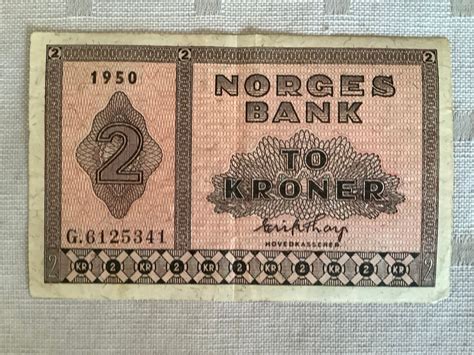 2 2 2
1950
NORGES
BANK
2
TO
KRONER
G.6125341
HOVEDKASSERER
2 KR 2 KR 2 KR 2 KR 2 KR 2